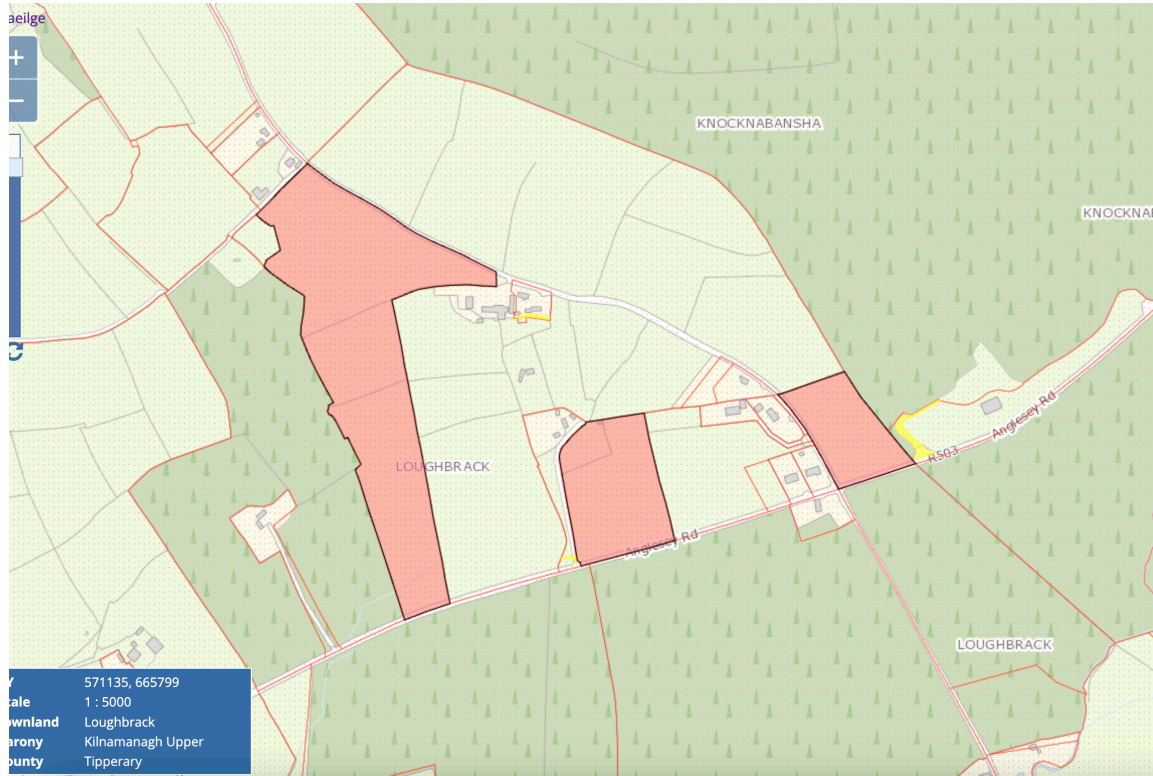 aeilge
+
−
KNOCKNABANSHA
KNOCKNAB
Anglesey Rd
R503
LOUGHBRACK
Anglesey Rd
LOUGHBRACK
Y 571135, 665799
cale 1 : 5000
ownland Loughbrack
arony Kilnamanagh Upper
ounty Tipperary